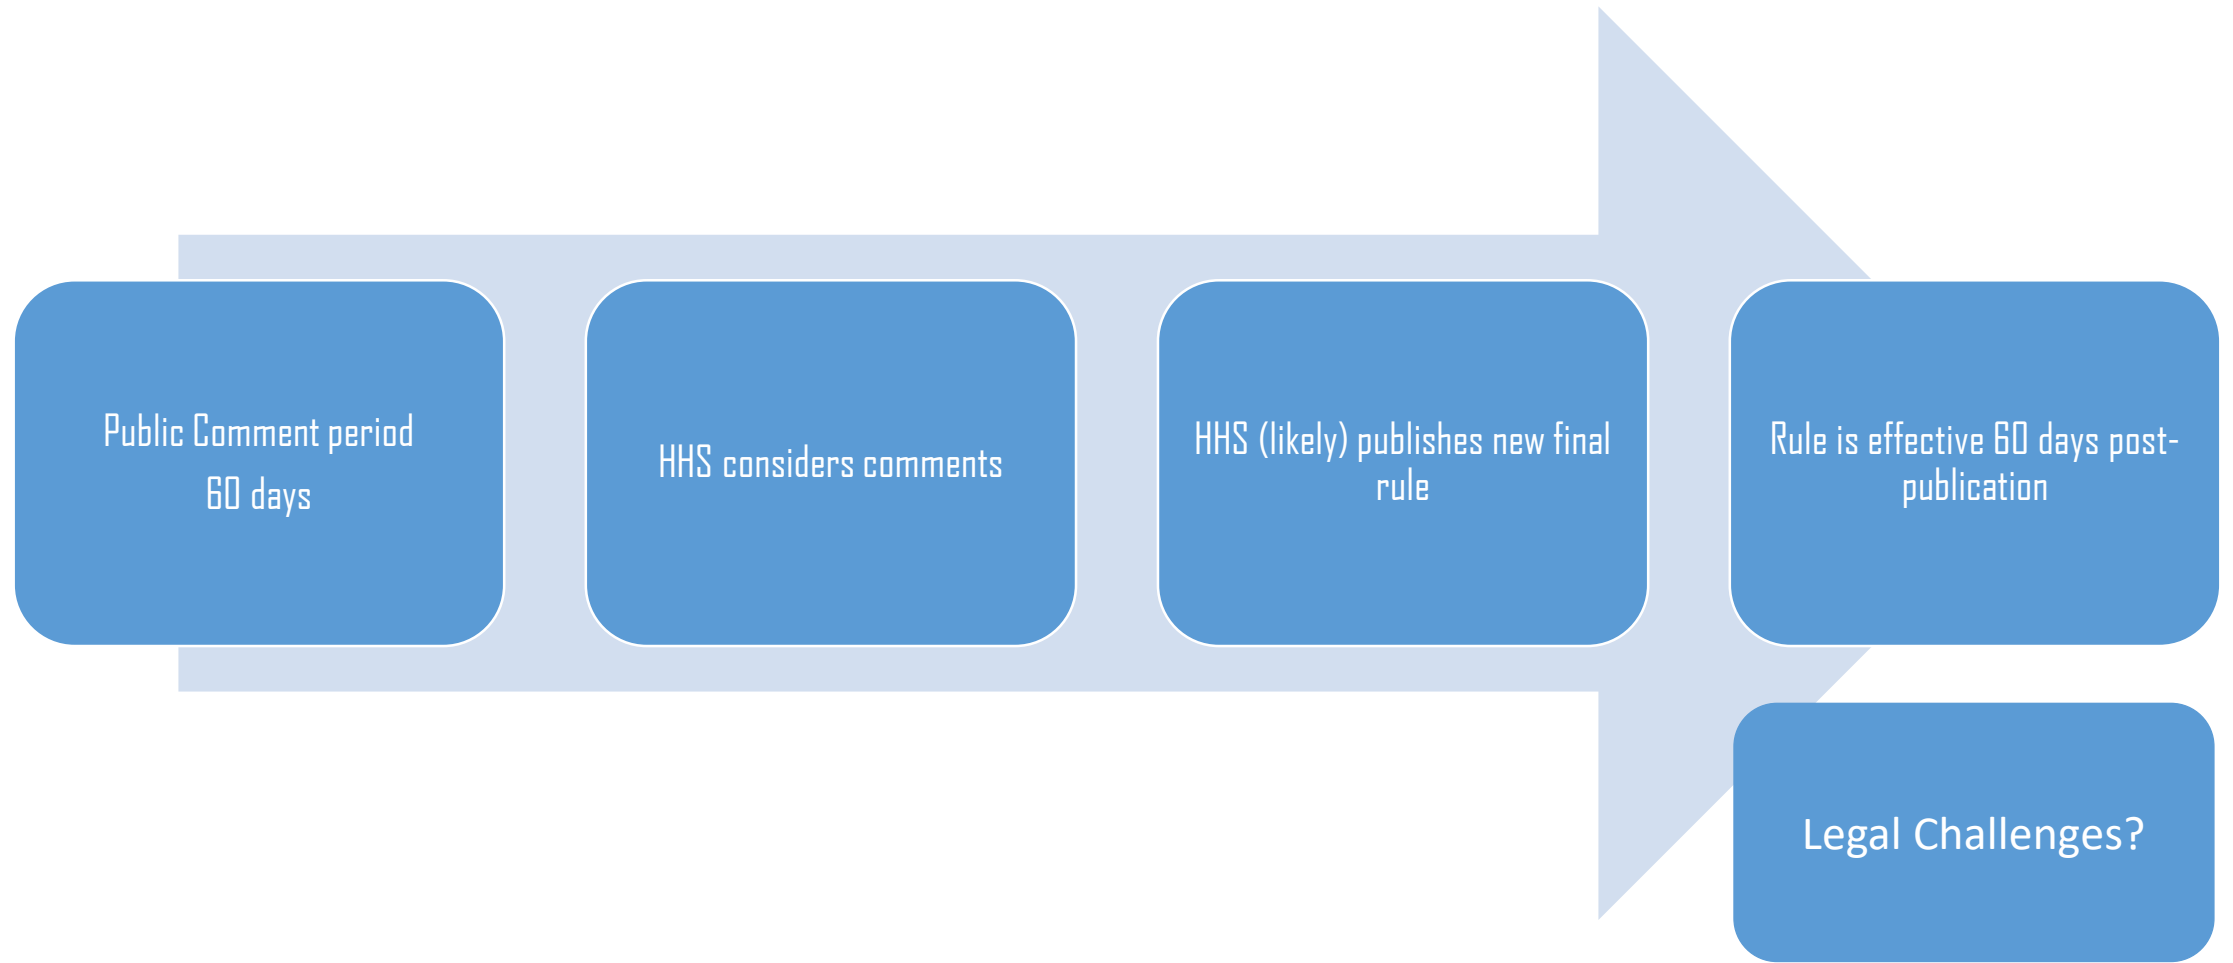 Public Comment period
60 days
HHS considers comments
HHS (likely) publishes new final
rule
Rule is effective 60 days post-
publication
Legal Challenges?